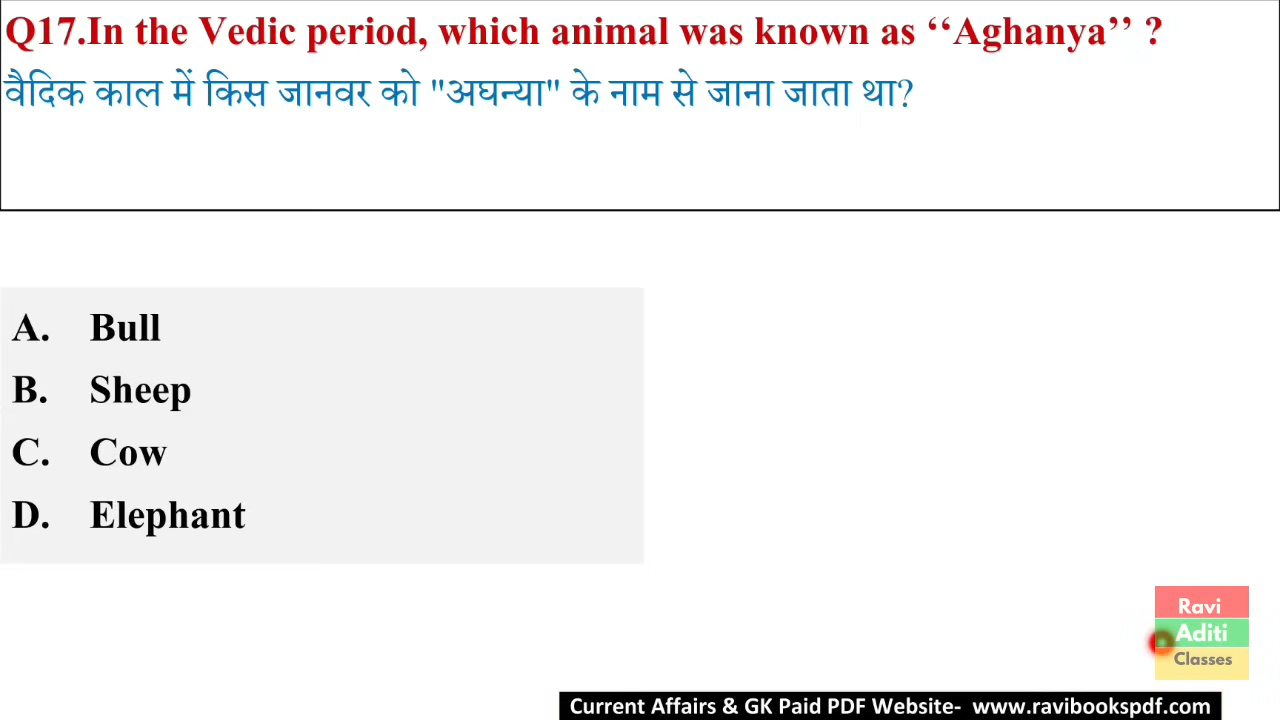 Q17.In the Vedic period, which animal was known as ‘‘Aghanya’’ ?
वैदिक काल में किस जानवर को "अघन्या" के नाम से जाना जाता था?
A. Bull
B. Sheep
C. Cow
D. Elephant
Ravi
Aditi
Classes
Current Affairs & GK Paid PDF Website- www.ravibookspdf.com